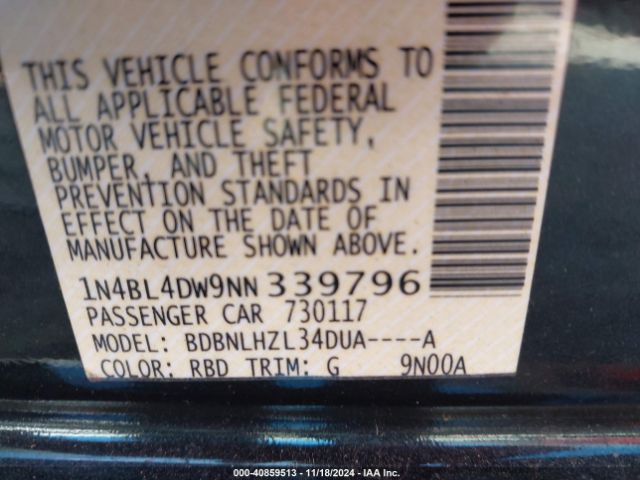 THIS VEHICLE CONFORMS TO
ALL APPLICABLE FEDERAL
MOTOR VEHICLE SAFETY,
BUMPER, AND THEFT
PREVENTION STANDARDS IN
EFFECT ON THE DATE OF
MANUFACTURE SHOWN ABOVE.
1N4BL4DW9NN 339796
PASSENGER CAR 730117
MODEL: BDBNLHZL34DUA----A
COLOR: RBD TRIM: G 9N00A
000-40859513 - 11/18/2024 - IAA Inc.